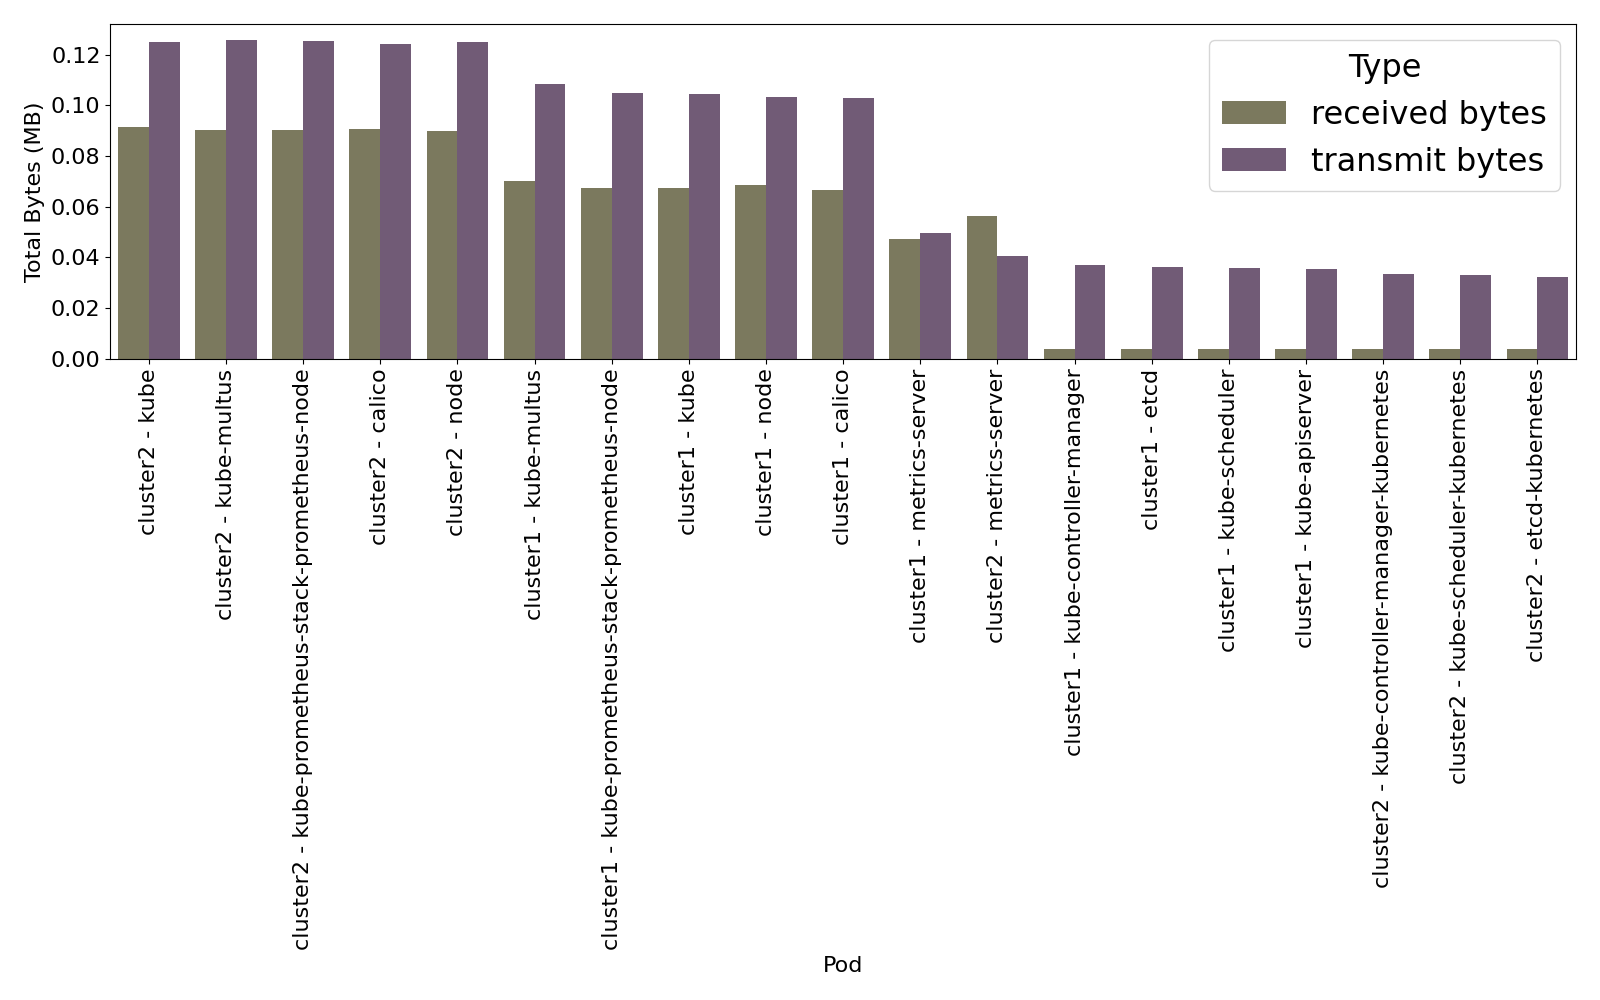 Total Bytes (MB)
0.12
0.10
0.08
0.06
0.04
0.02
0.00
Type
received bytes
transmit bytes
cluster2 - kube
cluster2 - kube-multus
cluster2 - kube-prometheus-stack-prometheus-node
cluster2 - calico
cluster2 - node
cluster1 - kube-multus
cluster1 - kube-prometheus-stack-prometheus-node
cluster1 - kube
cluster1 - node
cluster1 - calico
cluster1 - metrics-server
cluster2 - metrics-server
cluster1 - kube-controller-manager
cluster1 - etcd
cluster1 - kube-scheduler
cluster1 - kube-apiserver
cluster2 - kube-controller-manager-kubernetes
cluster2 - kube-scheduler-kubernetes
cluster2 - etcd-kubernetes
Pod